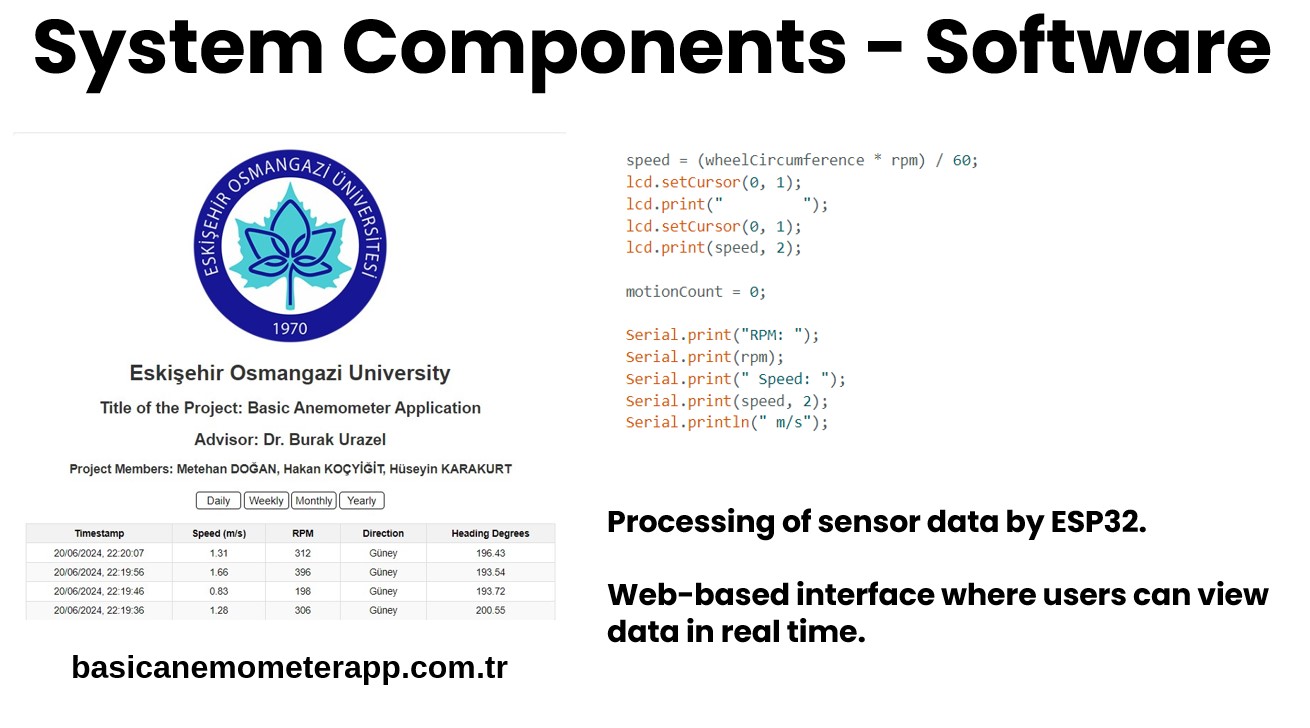 System Components - Software
ESKİŞEHİR OSMANGAZİ ÜNİVERSİTESİ
1970
Eskişehir Osmangazi University
Title of the Project: Basic Anemometer Application
Advisor: Dr. Burak Urazel
Project Members: Metehan DOĞAN, Hakan KOÇYİĞİT, Hüseyin KARAKURT
Daily Weekly Monthly Yearly
Timestamp Speed (m/s) RPM Direction Heading Degrees
20/06/2024, 22:20:07 1.31 312 Güney 196.43
20/06/2024, 22:19:56 1.66 396 Güney 193.54
20/06/2024, 22:19:46 0.83 198 Güney 193.72
20/06/2024, 22:19:36 1.28 306 Güney 200.55
basicanemometerapp.com.tr
speed = (wheelCircumference * rpm) / 60;
lcd.setCursor(0, 1);
lcd.print("         ");
lcd.setCursor(0, 1);
lcd.print(speed, 2);
motionCount = 0;
Serial.print("RPM: ");
Serial.print(rpm);
Serial.print(" Speed: ");
Serial.print(speed, 2);
Serial.println(" m/s");
Processing of sensor data by ESP32.
Web-based interface where users can view
data in real time.